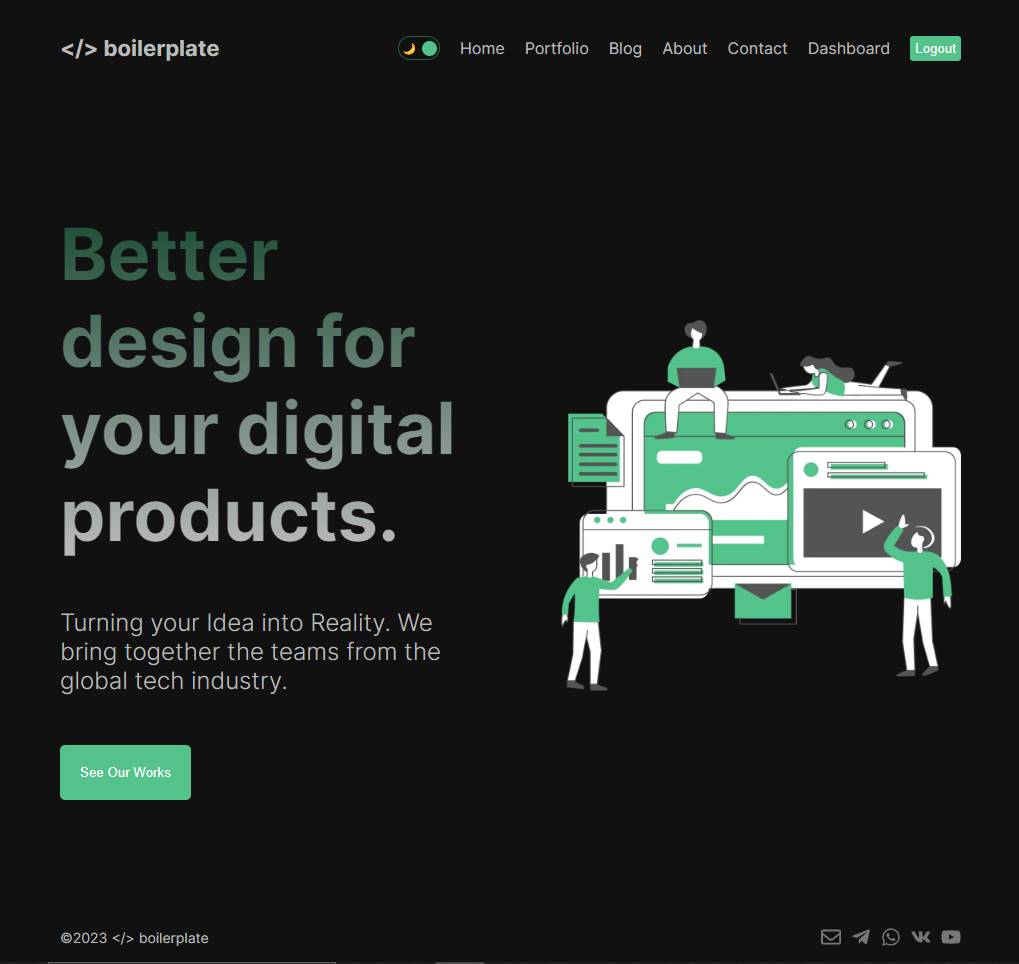 </> boilerplate
Home Portfolio Blog About Contact Dashboard Logout
Better
design for
your digital
products.
Turning your Idea into Reality. We
bring together the teams from the
global tech industry.
See Our Works
©2023 </> boilerplate